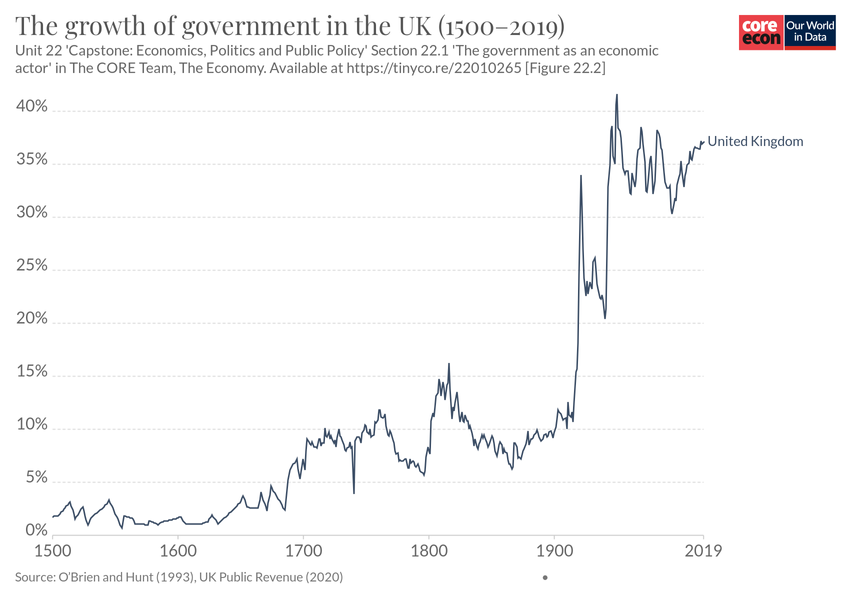 The growth of government in the UK (1500–2019)
Unit 22 'Capstone: Economics, Politics and Public Policy' Section 22.1 'The government as an economic
actor' in The CORE Team, The Economy. Available at https://tinyco.re/22010265 [Figure 22.2]
core
econ
Our World
in Data
40%
35%
30%
25%
20%
15%
10%
5%
0%
United Kingdom
1500
1600
1700
1800
1900
2019
Source: O'Brien and Hunt (1993), UK Public Revenue (2020)